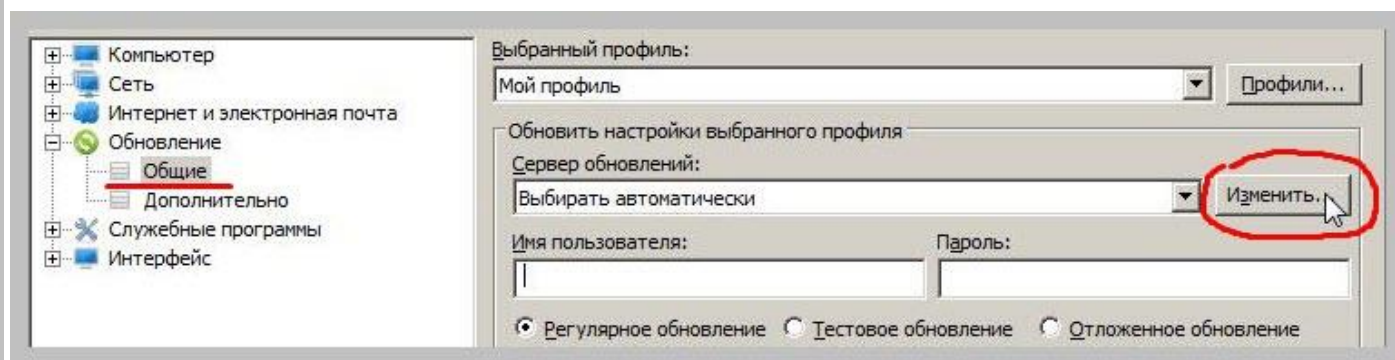 Компьютер
Сеть
Интернет и электронная почта
Обновление
Общие
Дополнительно
Служебные программы
Интерфейс
Выбранный профиль:
Мой профиль
Профили...
Обновить настройки выбранного профиля
Сервер обновлений:
Выбирать автоматически
Изменить...
Имя пользователя: Пароль:
Регулярное обновление Тестовое обновление Отложенное обновление